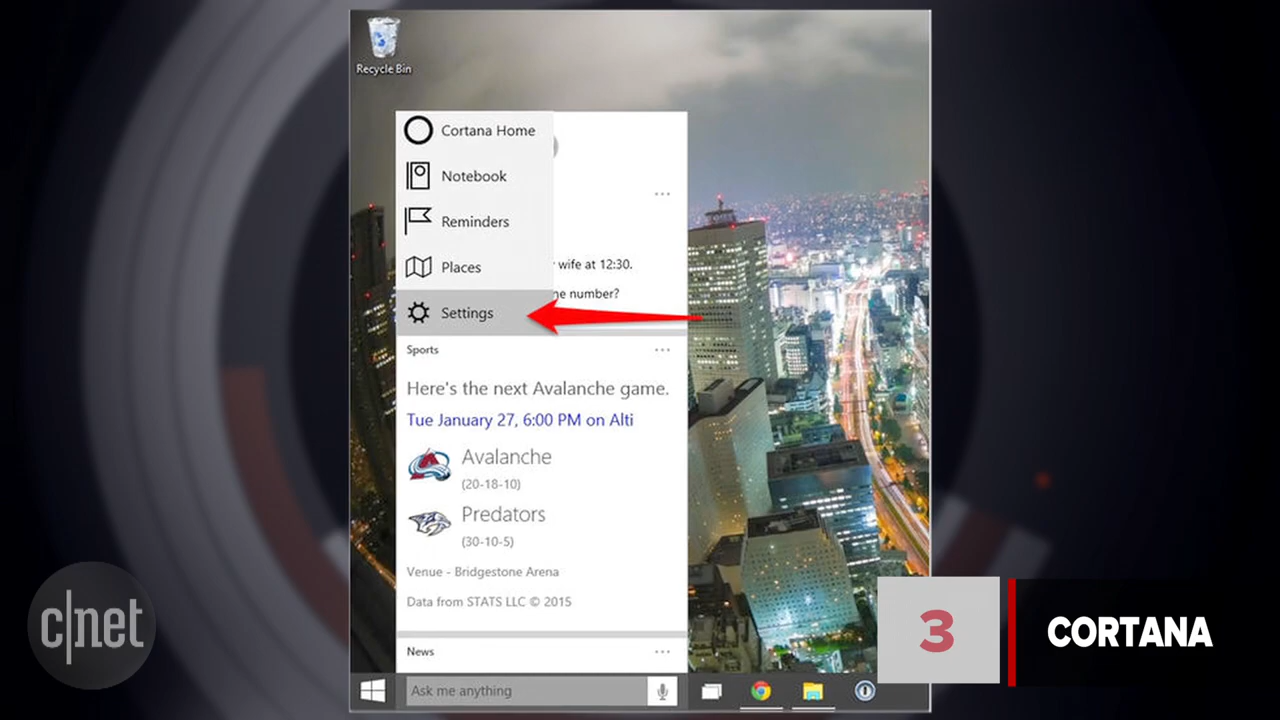 Recycle Bin
Cortana Home
Notebook
Reminders
Places
wife at 12:30.
ne number?
Settings
Sports
Here's the next Avalanche game.
Tue January 27, 6:00 PM on Alti
Avalanche
(20-18-10)
Predators
(30-10-5)
Venue - Bridgestone Arena
Data from STATS LLC © 2015
News
Ask me anything
c|net
3
CORTANA